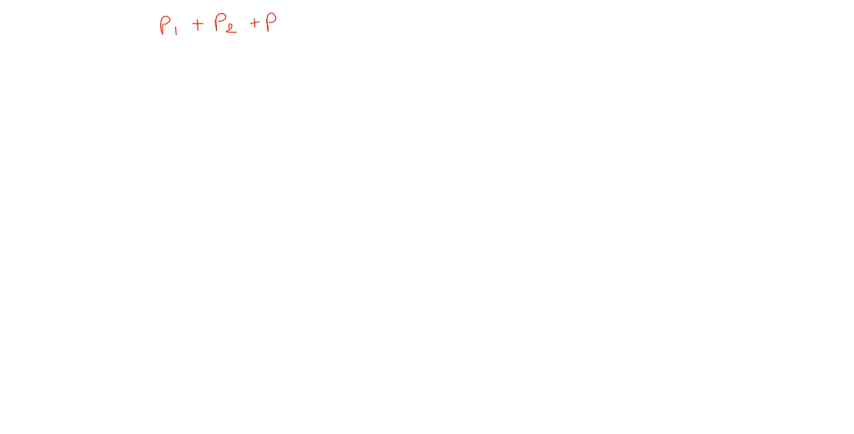 P₁ + P₂ + P